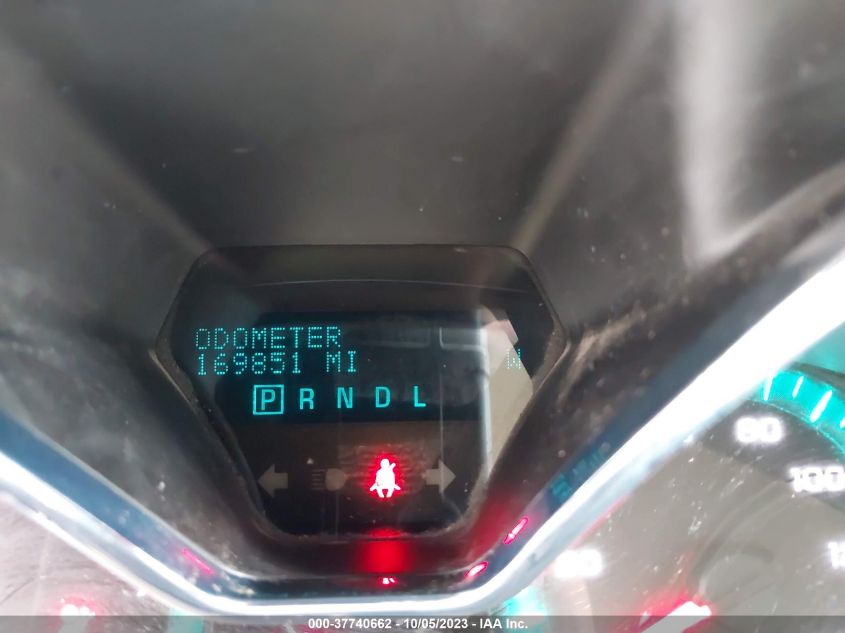 ODOMETER
169851 MI W
P R N D L
80
100
000-37740662 - 10/05/2023 - IAA Inc.